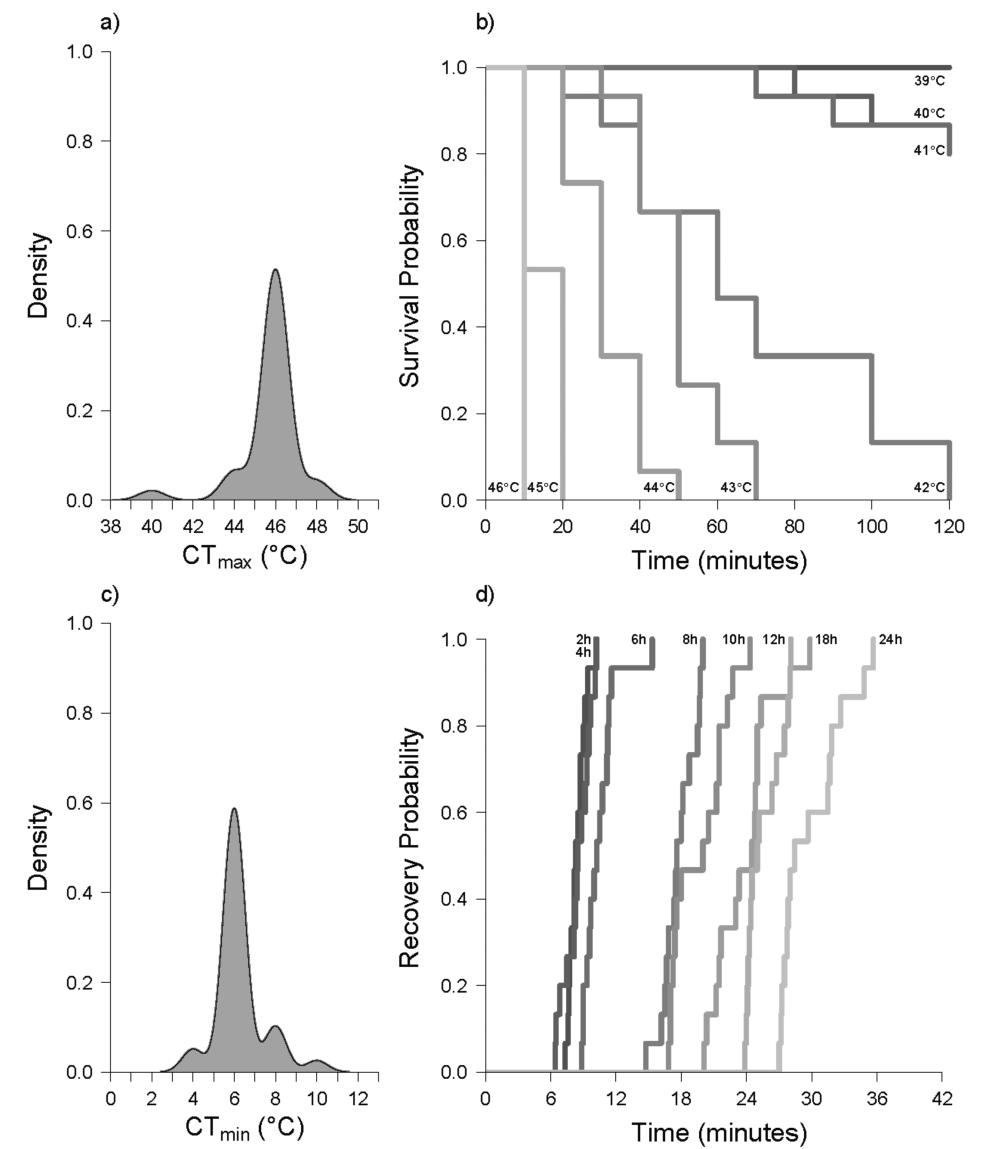 a)
1.0
0.8
0.6
0.4
0.2
0.0
Density
38 40 42 44 46 48 50
CTmax (°C)
b)
1.0
0.8
0.6
0.4
0.2
0.0
Survival Probability
39°C
40°C
41°C
46°C 45°C 44°C 43°C 42°C
0 20 40 60 80 100 120
Time (minutes)
c)
1.0
0.8
0.6
0.4
0.2
0.0
Density
0 2 4 6 8 10 12
CTmin (°C)
d)
1.0
0.8
0.6
0.4
0.2
0.0
Recovery Probability
2h 6h 8h 10h 12h 18h 24h
4h
0 6 12 18 24 30 36 42
Time (minutes)